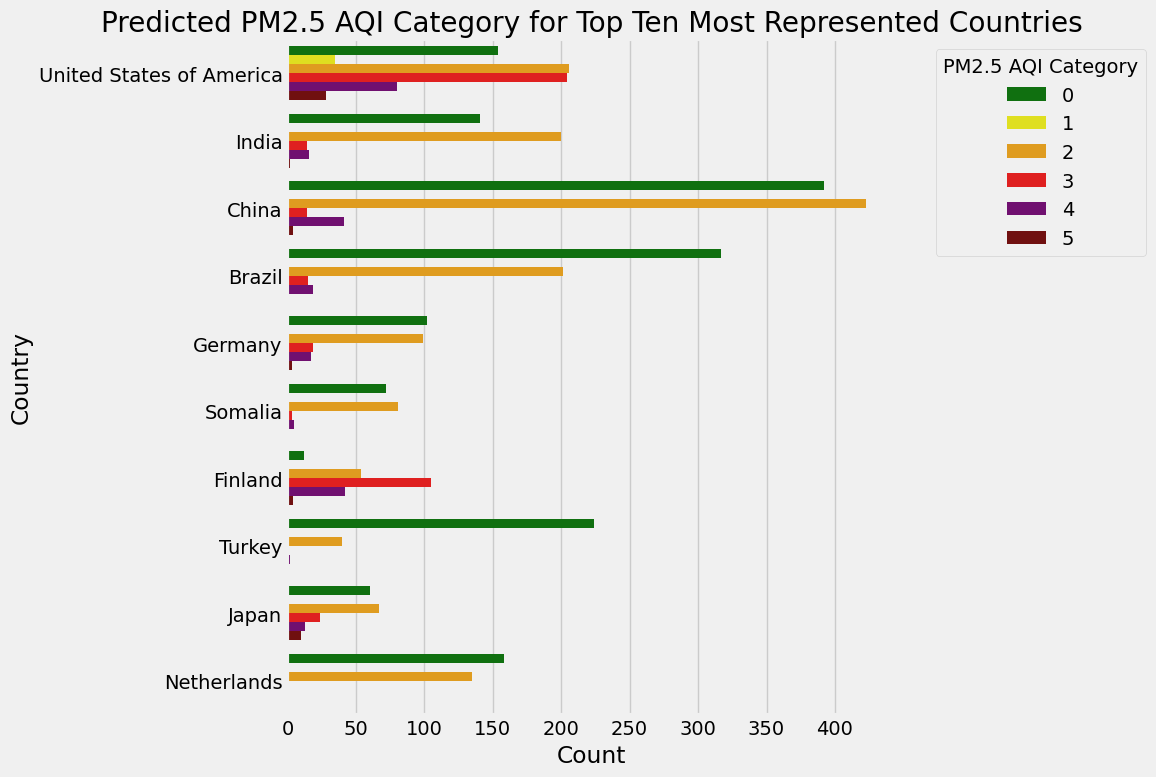 Predicted PM2.5 AQI Category for Top Ten Most Represented Countries
PM2.5 AQI Category
0
1
2
3
4
5
Country
United States of America
India
China
Brazil
Germany
Somalia
Finland
Turkey
Japan
Netherlands
0 50 100 150 200 250 300 350 400
Count